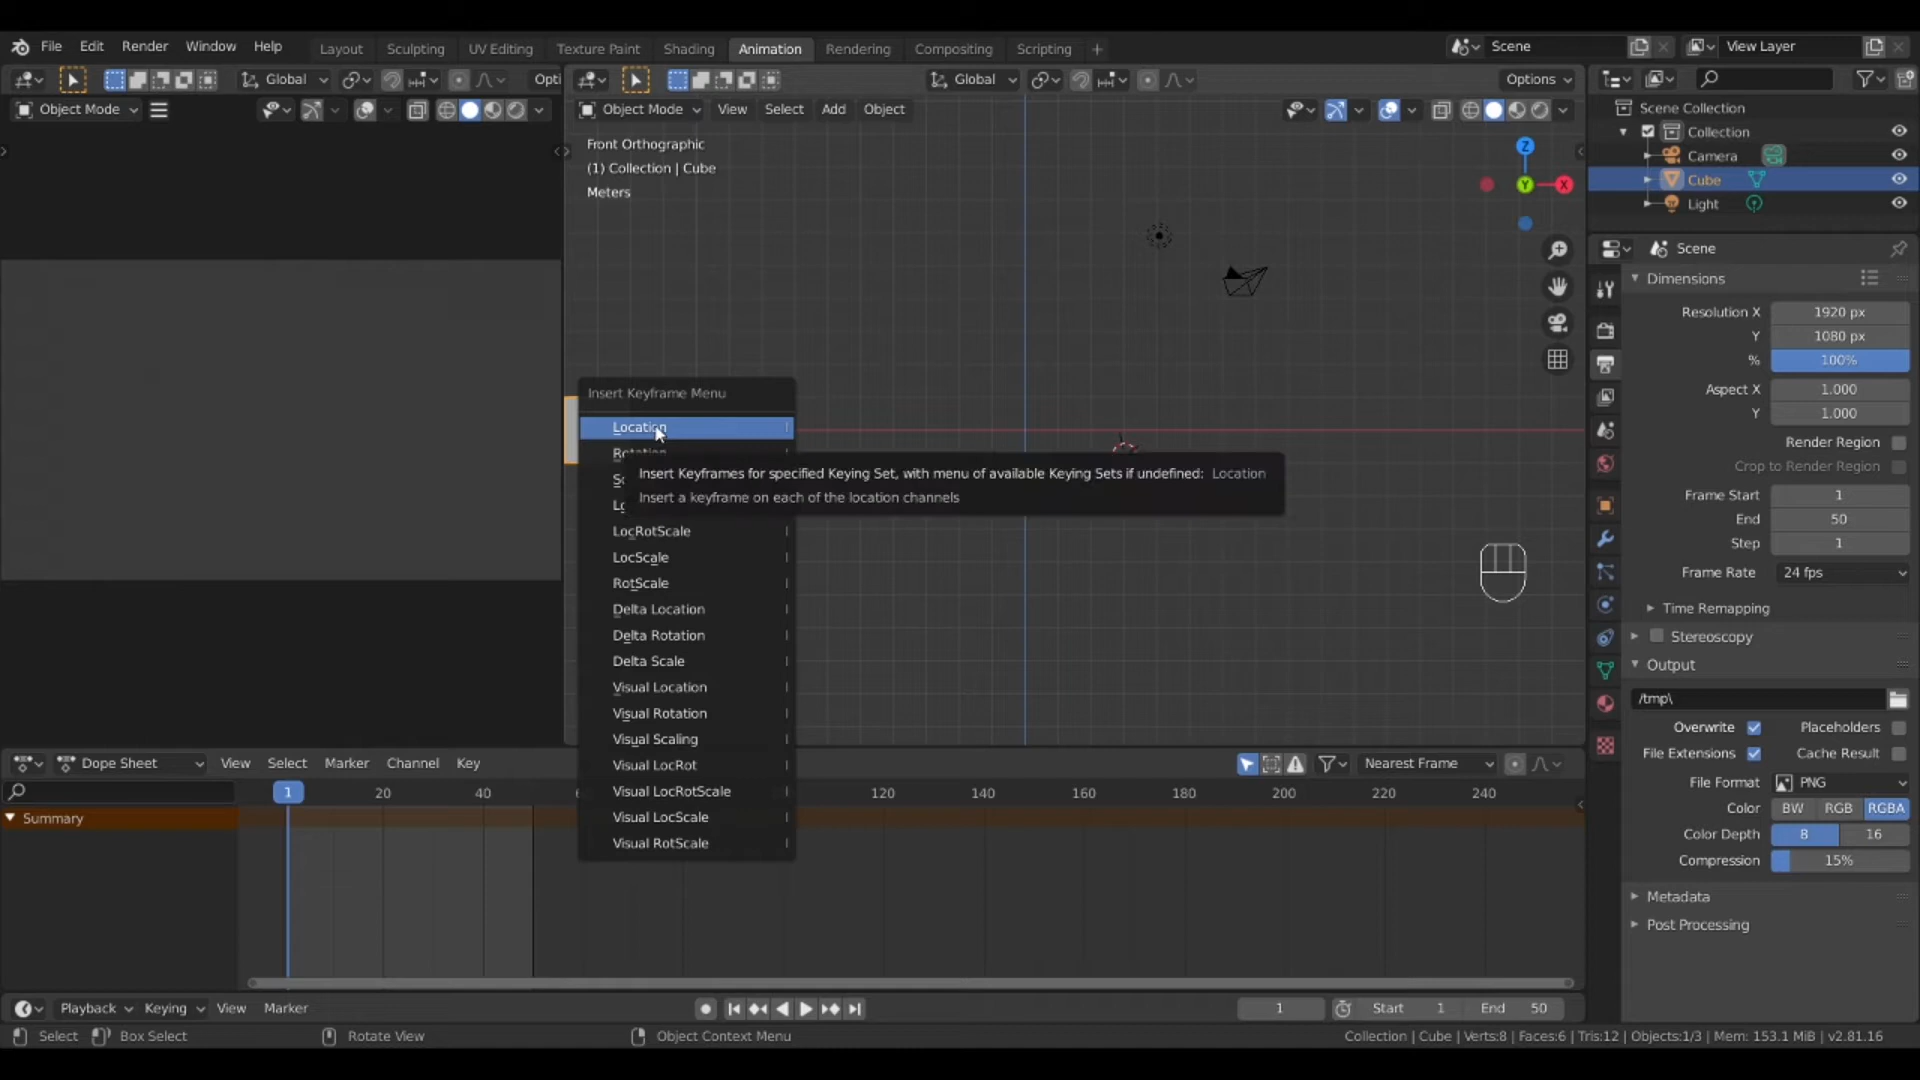 File Edit Render Window Help Layout Sculpting UV Editing Texture Paint Shading Animation Rendering Compositing Scripting + Scene View Layer
Global Opti Global Options
Object Mode Object Mode View Select Add Object
Front Orthographic
(1) Collection | Cube
Meters
Z
Y
X
Scene Collection
Collection
Camera
Cube
Light
Scene
Dimensions
Resolution X 1920 px
Y 1080 px
% 100%
Aspect X 1.000
Y 1.000
Render Region
Crop to Render Region
Frame Start 1
End 50
Step 1
Frame Rate 24 fps
Time Remapping
Stereoscopy
Output
/tmp\
Overwrite Placeholders
File Extensions Cache Result
File Format PNG
Color BW RGB RGBA
Color Depth 8 16
Compression 15%
Metadata
Post Processing
Insert Keyframe Menu
Location I
Insert Keyframes for specified Keying Set, with menu of available Keying Sets if undefined: Location
Insert a keyframe on each of the location channels
LocRotScale I
LocScale I
RotScale I
Delta Location I
Delta Rotation I
Delta Scale I
Visual Location I
Visual Rotation I
Visual Scaling I
Visual LocRot I
Visual LocRotScale I
Visual LocScale I
Visual RotScale I
Dope Sheet View Select Marker Channel Key Nearest Frame
1 20 40 120 140 160 180 200 220 240
Summary
Playback Keying View Marker 1 Start 1 End 50
Select Box Select Rotate View Object Context Menu Collection | Cube | Verts:8 | Faces:6 | Tris:12 | Objects:1/3 | Mem: 153.1 MiB | v2.81.16